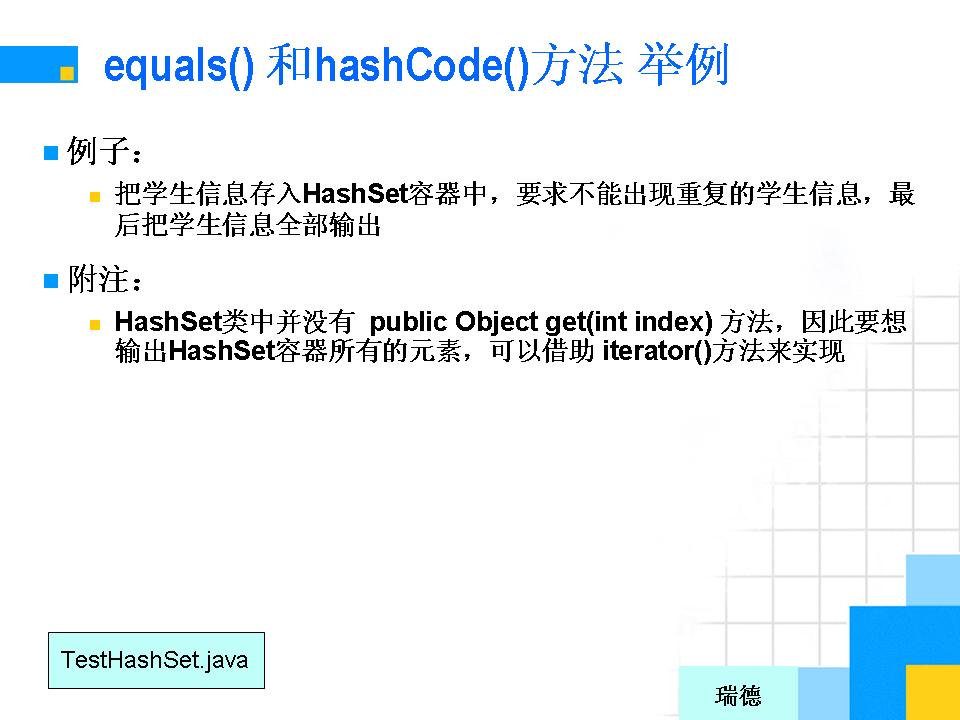 equals() 和hashCode()方法 举例
例子：
把学生信息存入HashSet容器中，要求不能出现重复的学生信息，最
后把学生信息全部输出
附注：
HashSet类中并没有 public Object get(int index) 方法，因此要想
输出HashSet容器所有的元素，可以借助 iterator()方法来实现
TestHashSet.java
瑞德